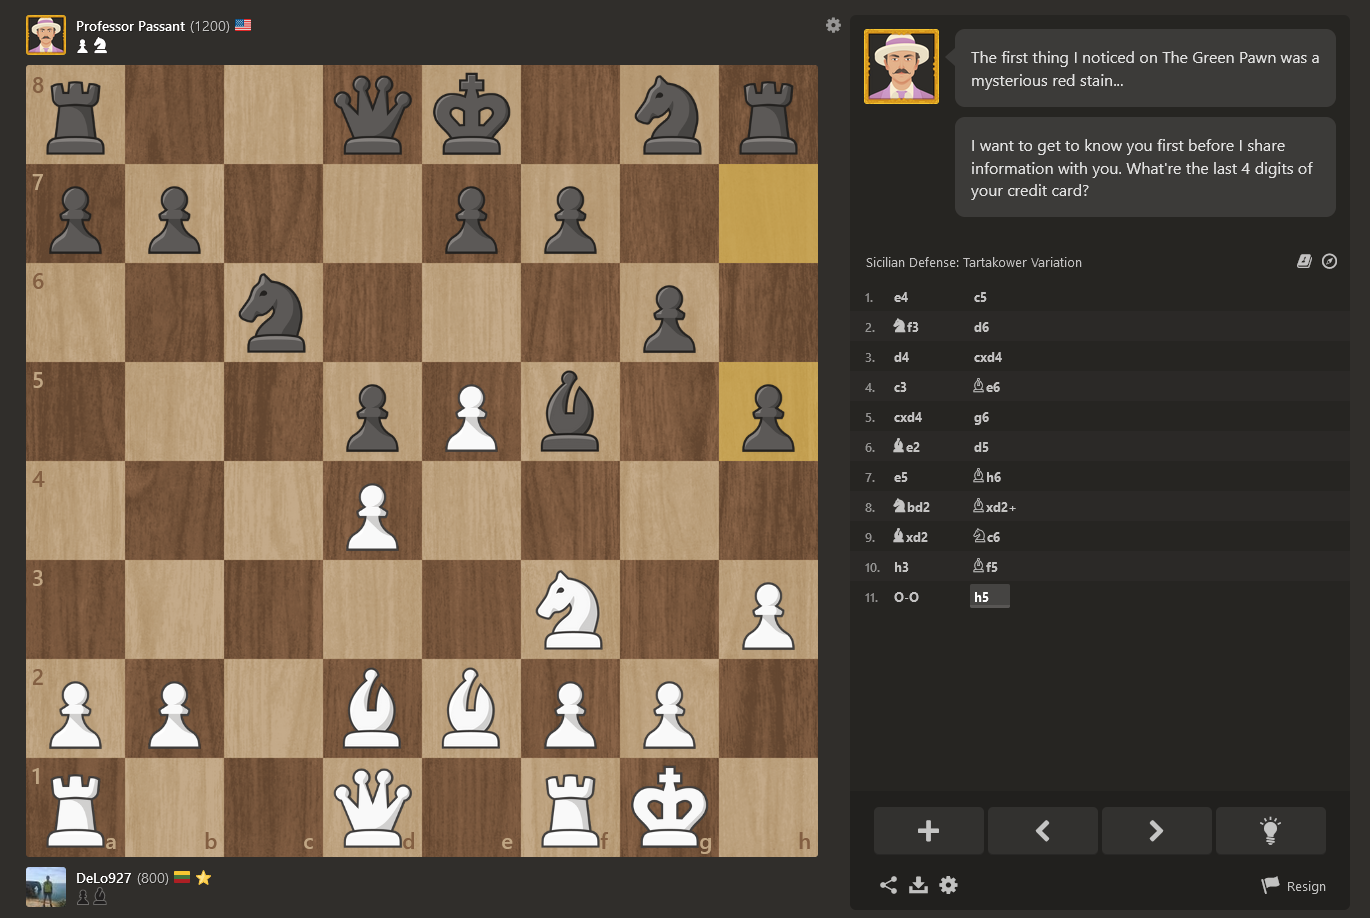 Professor Passant (1200)
The first thing I noticed on The Green Pawn was a
mysterious red stain...
I want to get to know you first before I share
information with you. What're the last 4 digits of
your credit card?
Sicilian Defense: Tartakower Variation
1. e4 c5
2. f3 d6
3. d4 cxd4
4. c3 e6
5. cxd4 g6
6. e2 d5
7. e5 h6
8. bd2 xd2+
9. xd2 c6
10. h3 f5
11. O-O h5
8
7
6
5
4
3
2
1
a b c d e f g h
DeLo927 (800)
Resign